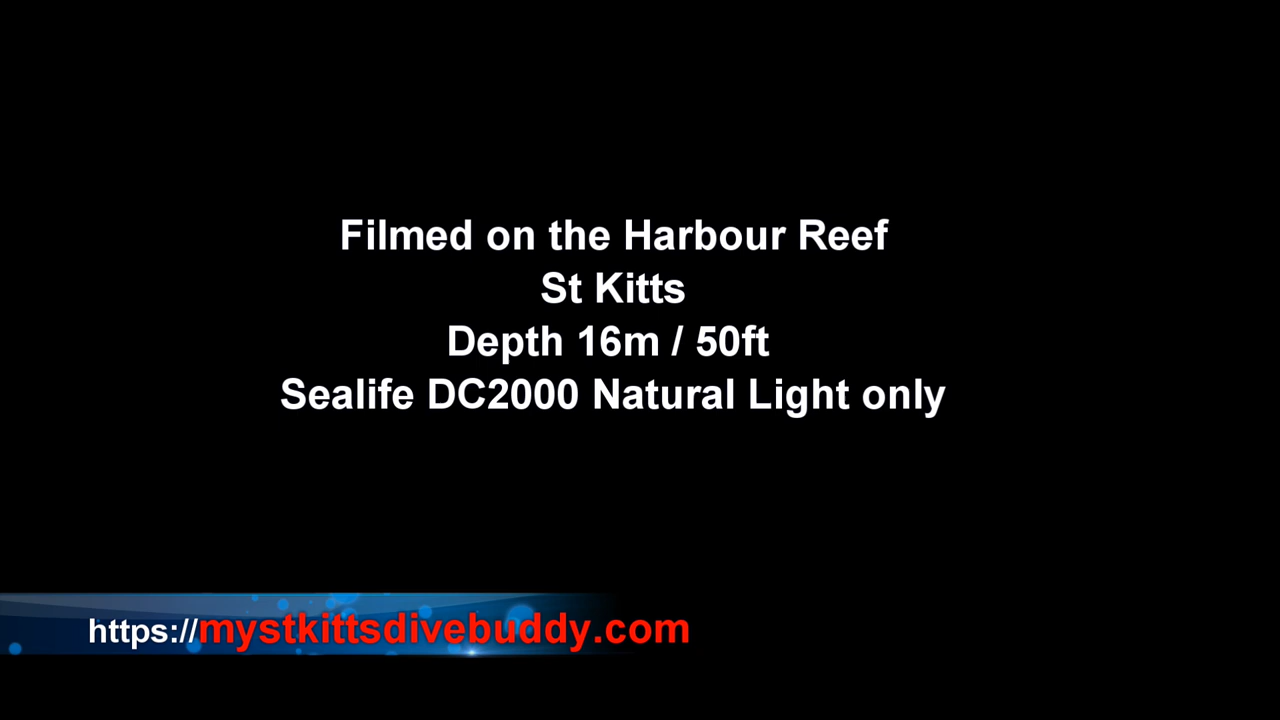 Filmed on the Harbour Reef
St Kitts
Depth 16m / 50ft
Sealife DC2000 Natural Light only
https://mystkittsdivebuddy.com